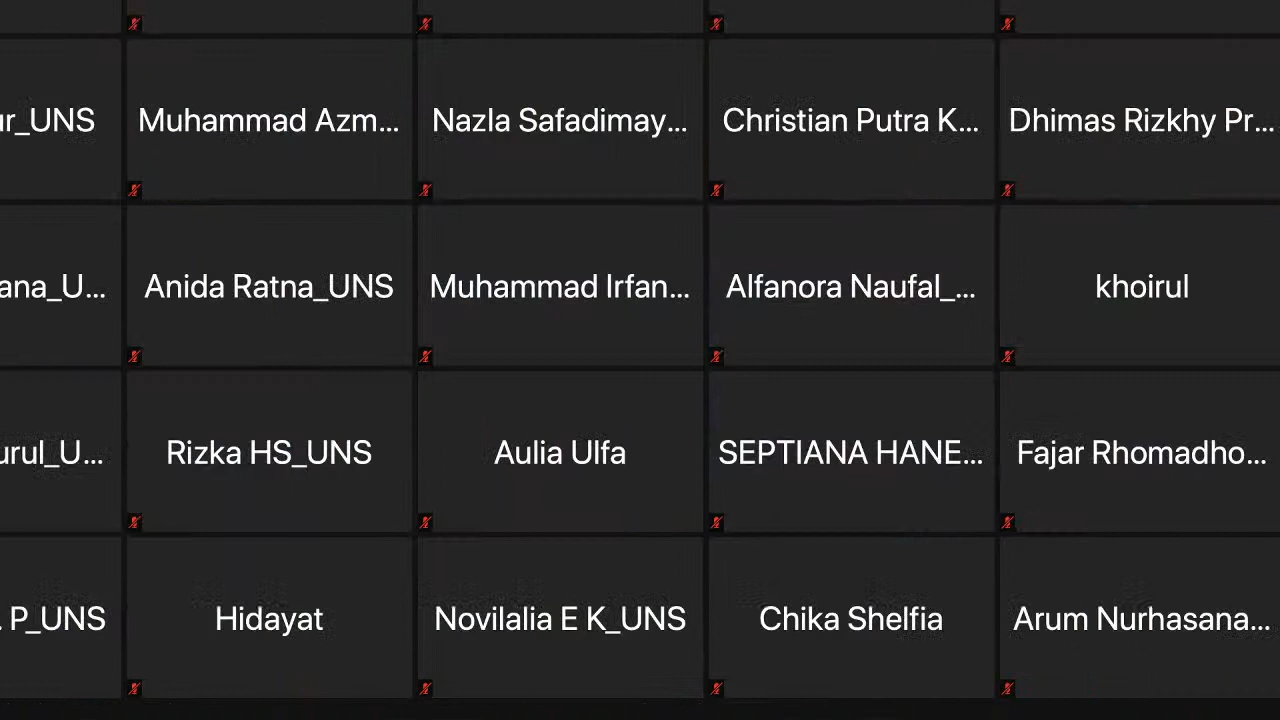 ur_UNS
Muhammad Azm...
Nazla Safadimay...
Christian Putra K...
Dhimas Rizkhy Pr...
ana_U...
Anida Ratna_UNS
Muhammad Irfan...
Alfanora Naufal_...
khoirul
urul_U...
Rizka HS_UNS
Aulia Ulfa
SEPTIANA HANE...
Fajar Rhomadho...
. P_UNS
Hidayat
Novilalia E K_UNS
Chika Shelfia
Arum Nurhasana...